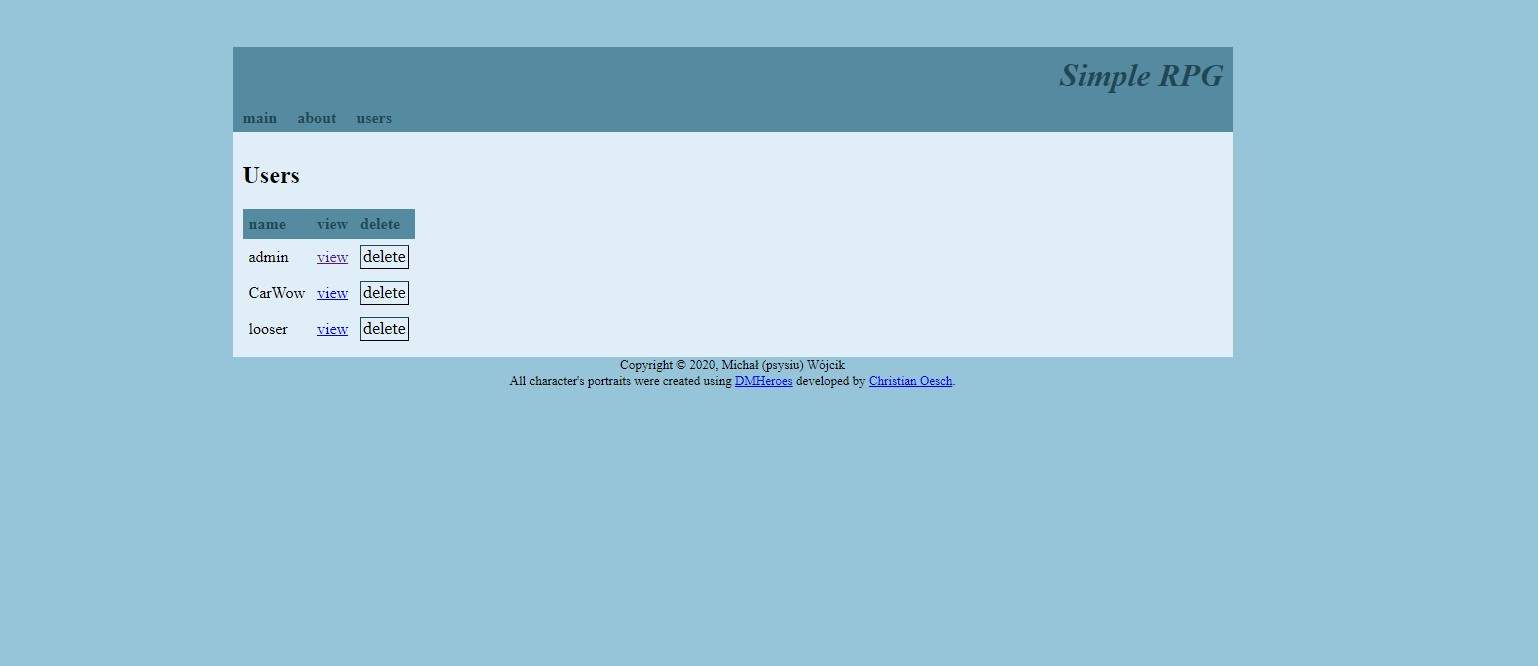 Simple RPG
main about users
Users
name view delete
admin view delete
CarWow view delete
looser view delete
Copyright © 2020, Michał (psysiu) Wójcik
All character's portraits were created using DMHeroes developed by Christian Oesch.